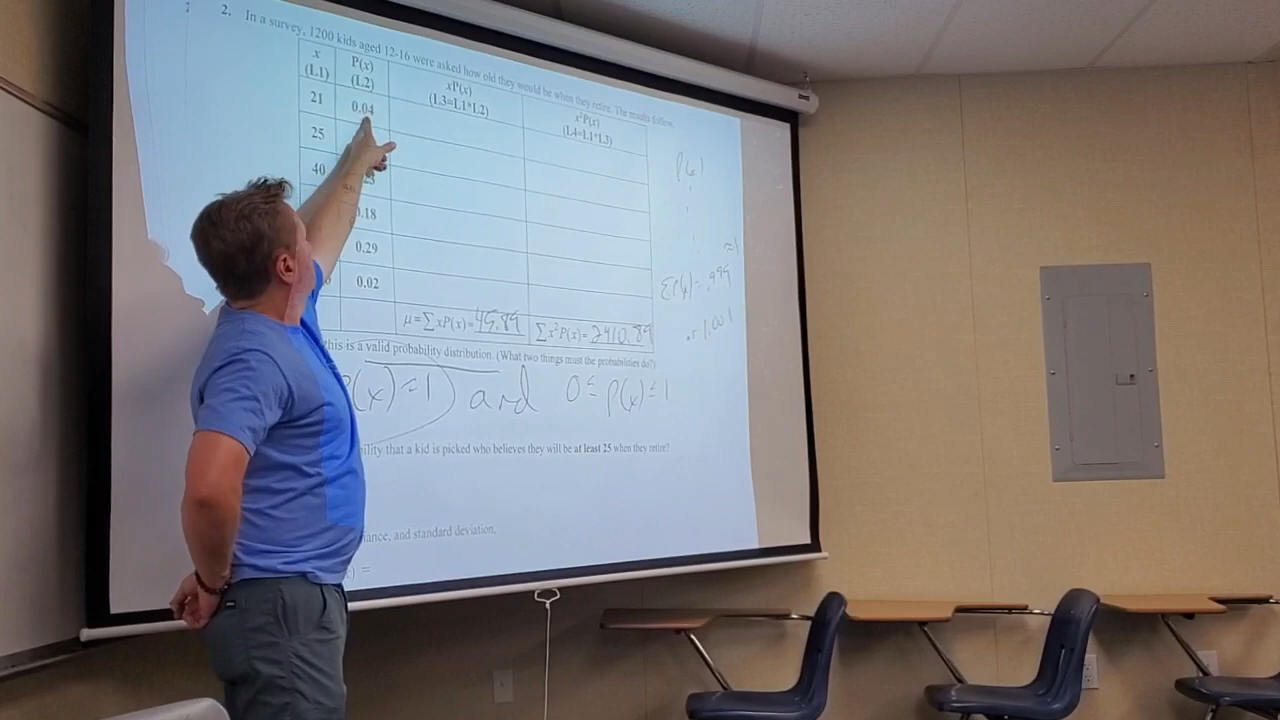 2. In a survey, 1200 kids aged 12-16 were asked how old they would be when they retire. The results follow.
x (L1) P(x) (L2) xP(x) (L3=L1*L2) x²P(x) (L4=L1*L3)
21 0.04
25
40
0.18
0.29
0.02
μ=∑xP(x)= 45.89 ∑x²P(x)= 2410.89
P(x)
≈1
ΣP(x)=.999
or 1.001
this is a valid probability distribution. (What two things must the probabilities do?)
P(x)≈1) and 0≤P(x)≤1
that a kid is picked who believes they will be at least 25 when they retire?
and standard deviation.
=